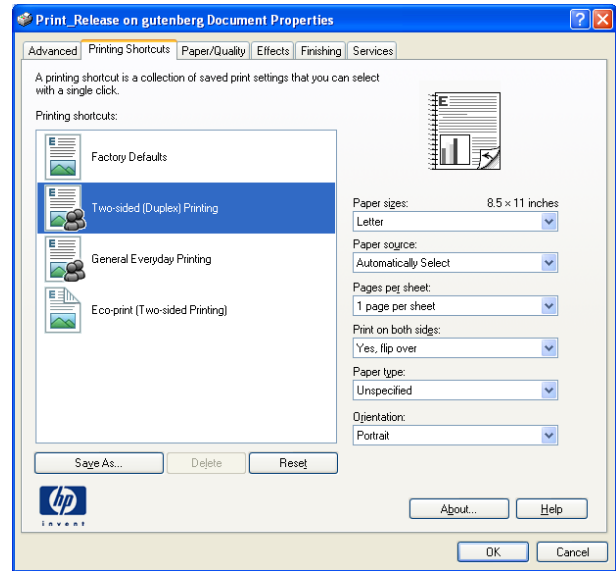 Print_Release on gutenberg Document Properties
Advanced Printing Shortcuts Paper/Quality Effects Finishing Services
A printing shortcut is a collection of saved print settings that you can select
with a single click.
Printing shortcuts:
E
Factory Defaults
E
Two-sided (Duplex) Printing
E
General Everyday Printing
E
Eco-print (Two-sided Printing)
E
Paper sizes: 8.5 × 11 inches
Letter
Paper source:
Automatically Select
Pages per sheet:
1 page per sheet
Print on both sides:
Yes, flip over
Paper type:
Unspecified
Orientation:
Portrait
Save As... Delete Reset
hp
invent
About... Help
OK Cancel